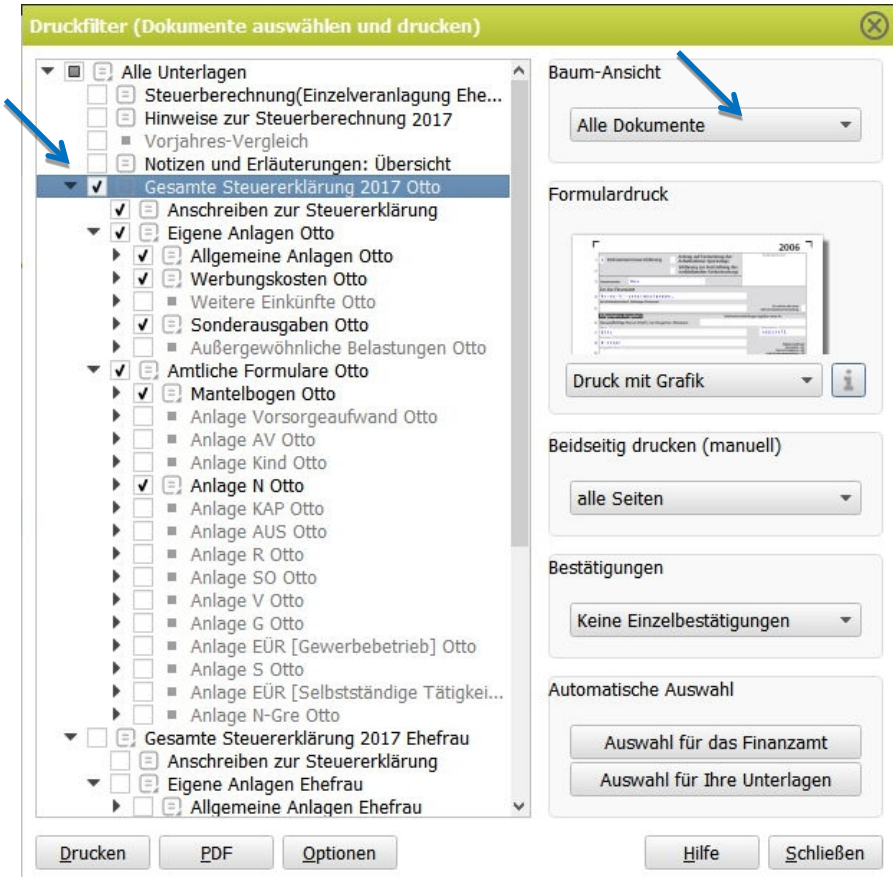 Druckfilter (Dokumente auswählen und drucken)
Alle Unterlagen
Steuerberechnung(Einzelveranlagung Ehe...
Hinweise zur Steuerberechnung 2017
Vorjahres-Vergleich
Notizen und Erläuterungen: Übersicht
Gesamte Steuererklärung 2017 Otto
Anschreiben zur Steuererklärung
Eigene Anlagen Otto
Allgemeine Anlagen Otto
Werbungskosten Otto
Weitere Einkünfte Otto
Sonderausgaben Otto
Außergewöhnliche Belastungen Otto
Amtliche Formulare Otto
Mantelbogen Otto
Anlage Vorsorgeaufwand Otto
Anlage AV Otto
Anlage Kind Otto
Anlage N Otto
Anlage KAP Otto
Anlage AUS Otto
Anlage R Otto
Anlage SO Otto
Anlage V Otto
Anlage G Otto
Anlage EÜR [Gewerbebetrieb] Otto
Anlage S Otto
Anlage EÜR [Selbstständige Tätigkei...
Anlage N-Gre Otto
Gesamte Steuererklärung 2017 Ehefrau
Anschreiben zur Steuererklärung
Eigene Anlagen Ehefrau
Allgemeine Anlagen Ehefrau
Baum-Ansicht
Alle Dokumente
Formulardruck
2006
Druck mit Grafik
Beidseitig drucken (manuell)
alle Seiten
Bestätigungen
Keine Einzelbestätigungen
Automatische Auswahl
Auswahl für das Finanzamt
Auswahl für Ihre Unterlagen
Drucken
PDF
Optionen
Hilfe
Schließen